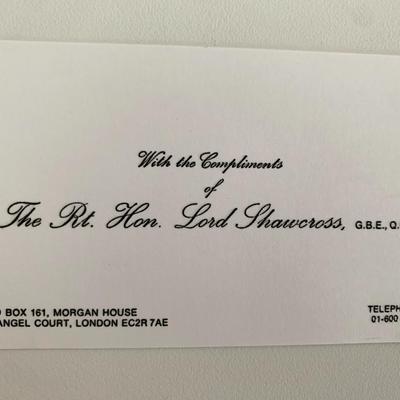 With the Compliments
of
The Rt. Hon. Lord Shawcross, G.B.E., Q.
BOX 161, MORGAN HOUSE
ANGEL COURT, LONDON EC2R 7AE
TELEPH
01-600